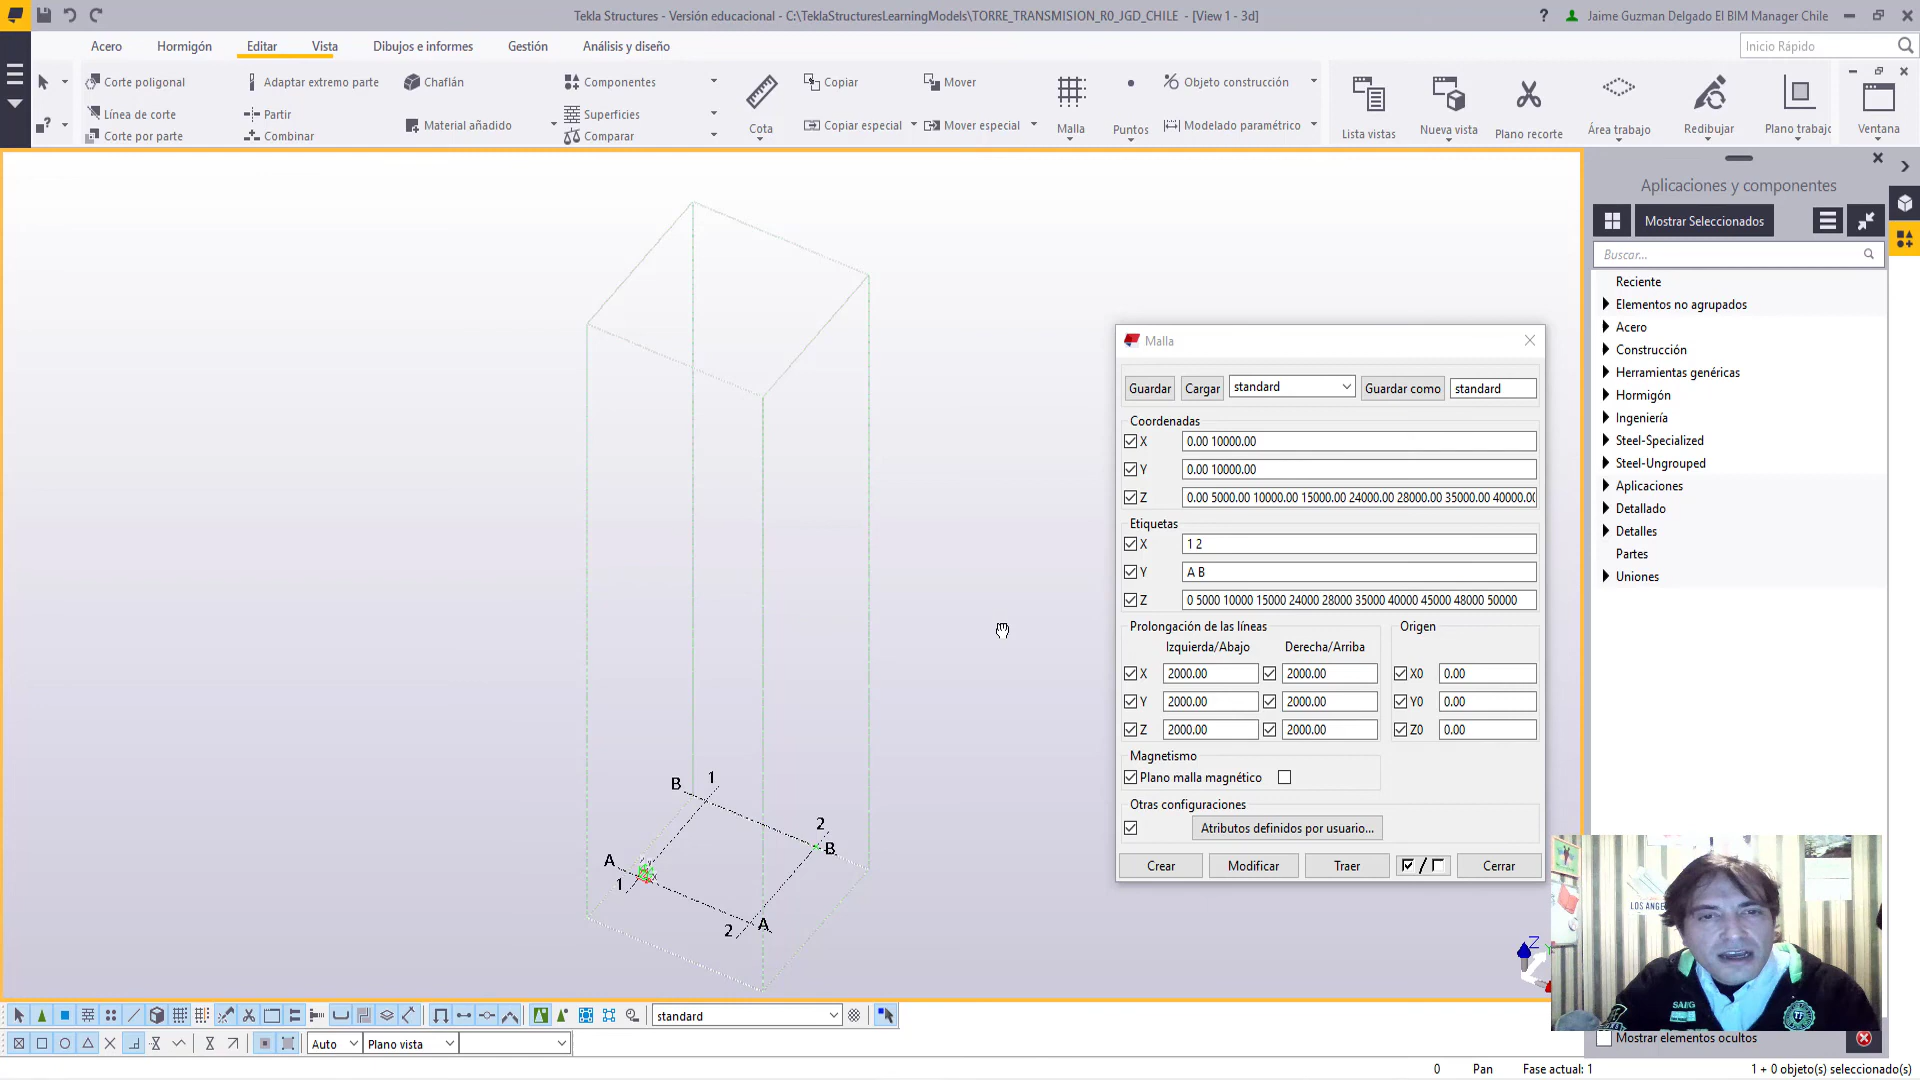 Tekla Structures - Versión educacional - C:\TeklaStructuresLearningModels\TORRE_TRANSMISION_R0_JGD_CHILE - [View 1 - 3d]
? Jaime Guzman Delgado El BIM Manager Chile
Acero Hormigón Editar Vista Dibujos e informes Gestión Análisis y diseño
Inicio Rápido
Corte poligonal Adaptar extremo parte Chaflán Componentes Copiar Mover Objeto construcción
Línea de corte Partir Material añadido Superficies Copiar especial Mover especial Modelado paramétrico
Corte por parte Combinar Comparar
Cota Malla Puntos Lista vistas Nueva vista Plano recorte Área trabajo Redibujar Plano trabajo Ventana
Aplicaciones y componentes
Mostrar Seleccionados
Buscar...
Reciente
Elementos no agrupados
Acero
Construcción
Herramientas genéricas
Hormigón
Ingeniería
Steel-Specialized
Steel-Ungrouped
Aplicaciones
Detallado
Detalles
Partes
Uniones
Malla
Guardar Cargar standard Guardar como standard
Coordenadas
X 0.00 10000.00
Y 0.00 10000.00
Z 0.00 5000.00 10000.00 15000.00 24000.00 28000.00 35000.00 40000.00
Etiquetas
X 1 2
Y A B
Z 0 5000 10000 15000 24000 28000 35000 40000 45000 48000 50000
Prolongación de las líneas Origen
Izquierda/Abajo Derecha/Arriba
X 2000.00 2000.00 X0 0.00
Y 2000.00 2000.00 Y0 0.00
Z 2000.00 2000.00 Z0 0.00
Magnetismo
Plano malla magnético
Otras configuraciones
Atributos definidos por usuario...
Crear Modificar Traer / Cerrar
B 1
2
B
A
1
2 A
Z
Y
LOS ANGE
standard
Auto Plano vista
Mostrar elementos ocultos
0 Pan Fase actual: 1 1 + 0 objeto(s) seleccionado(s)